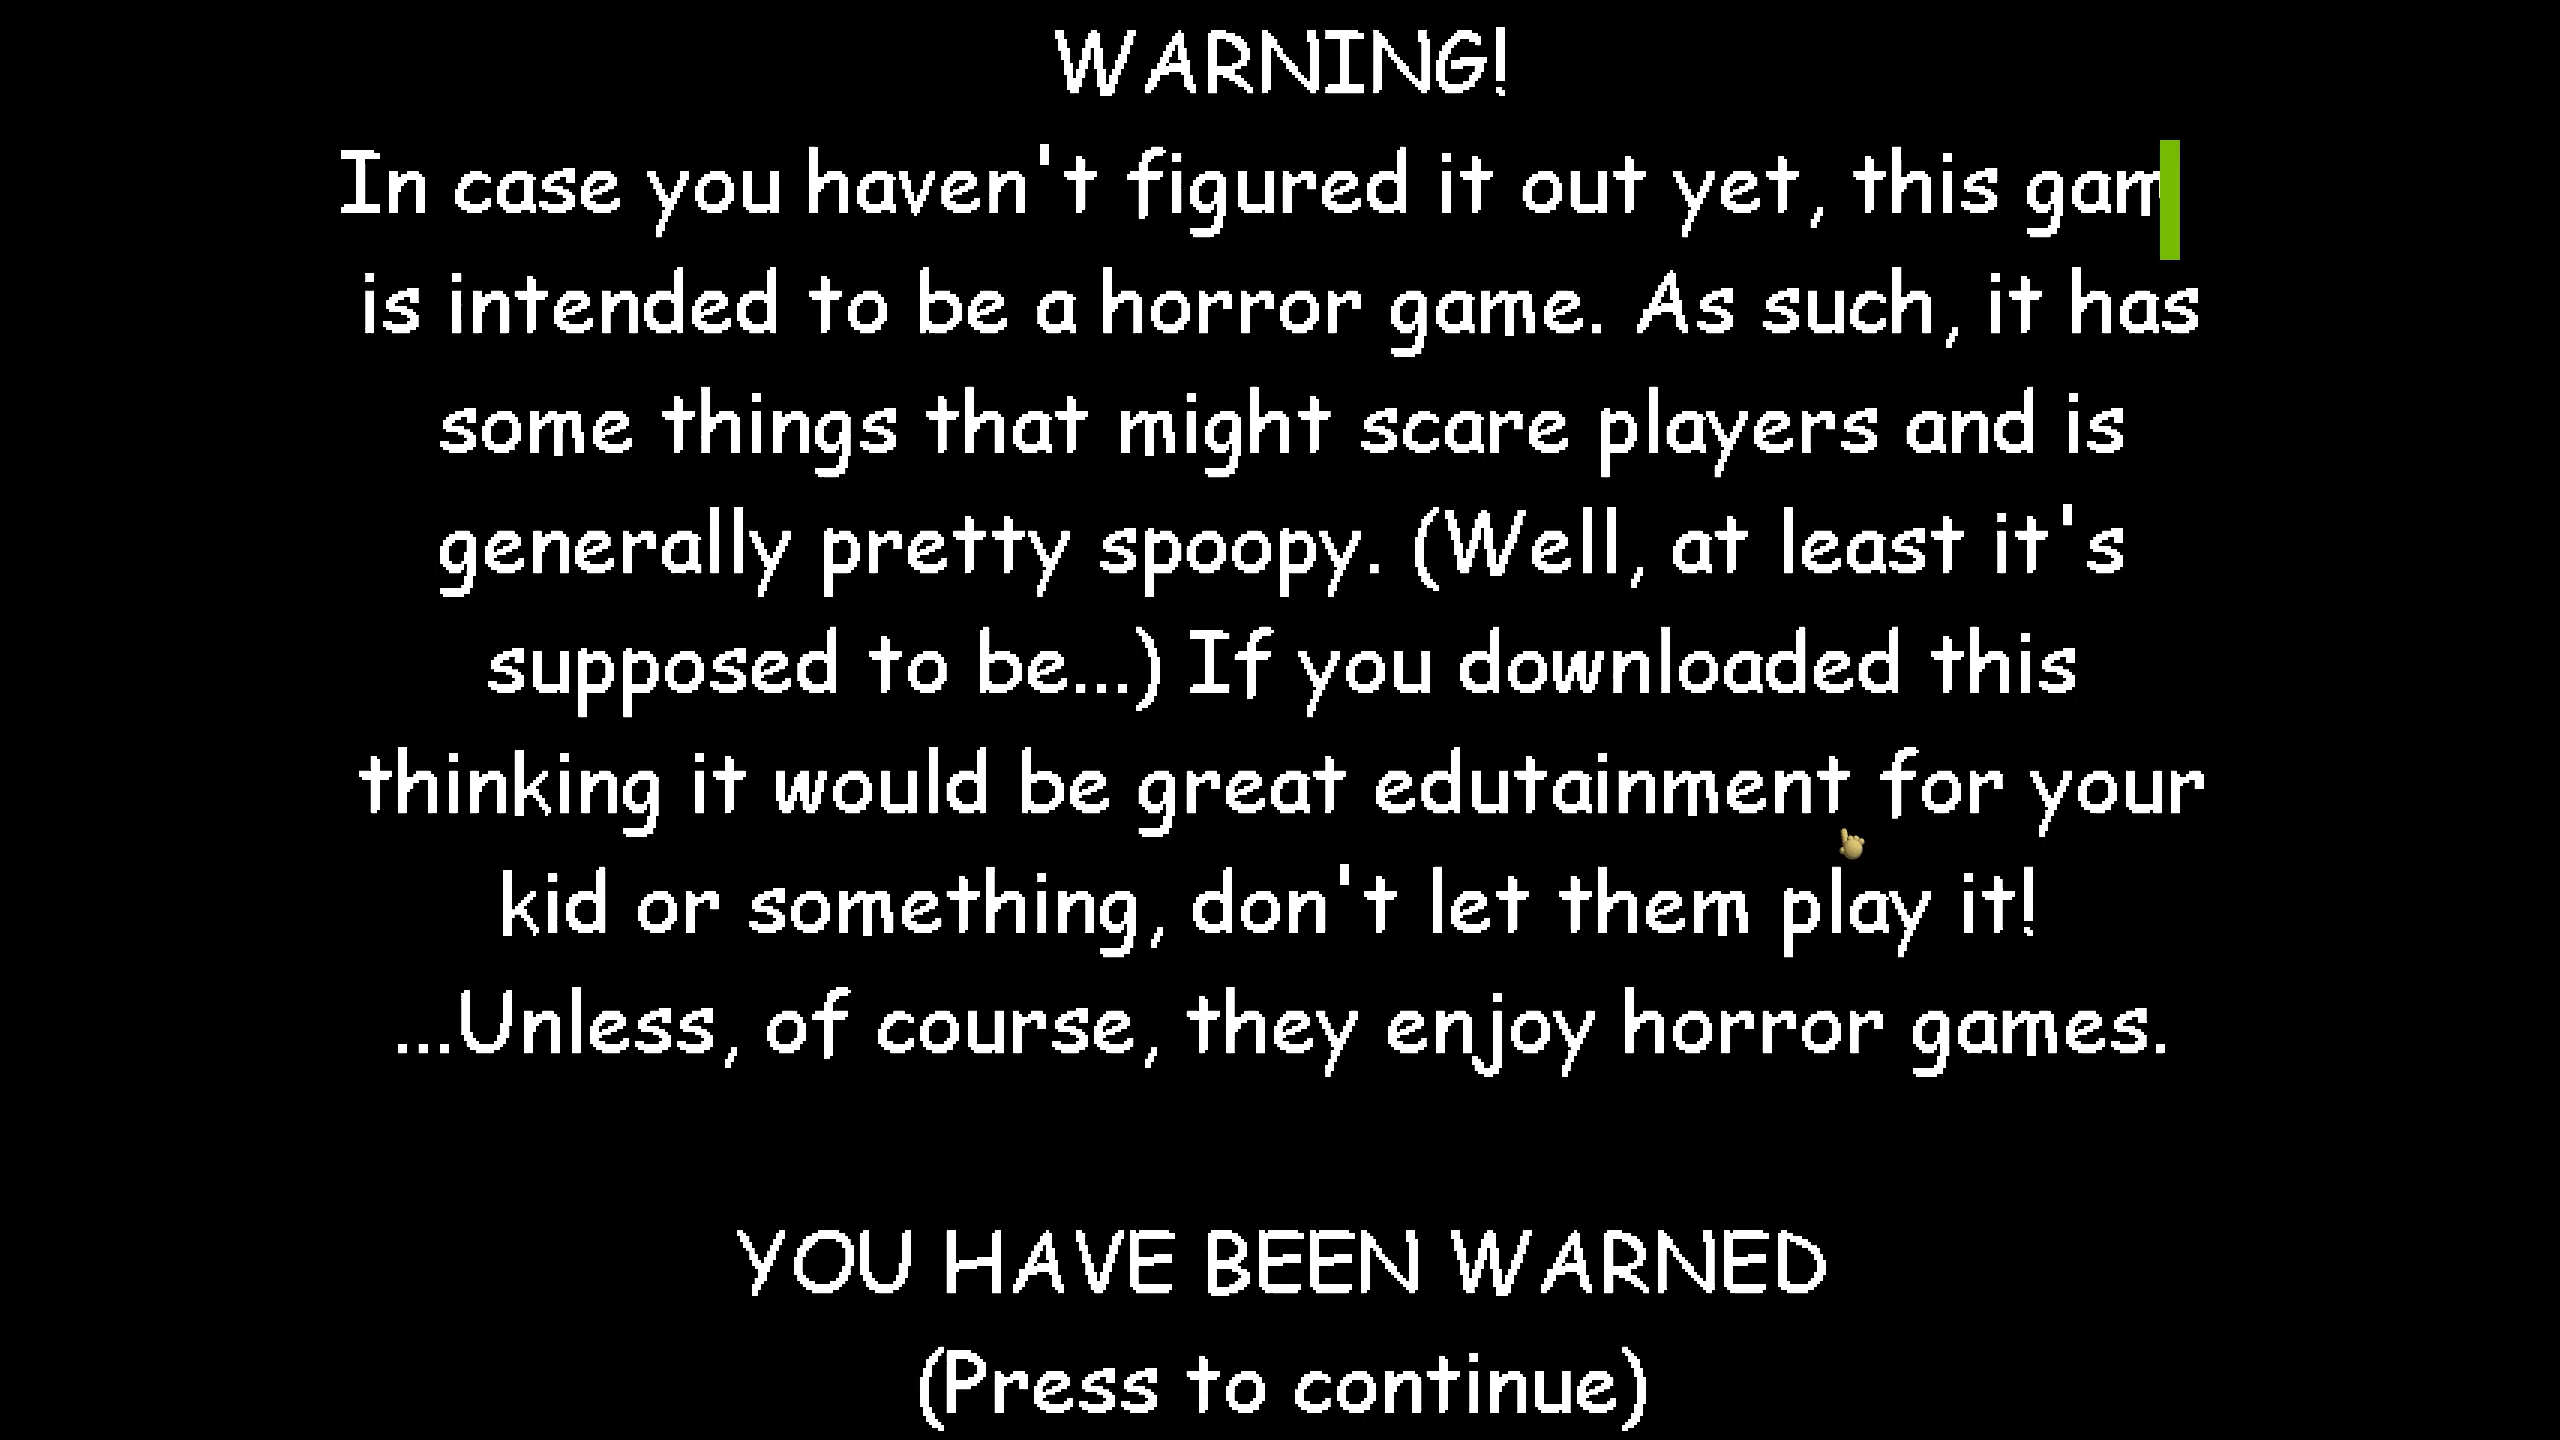 WARNING!
In case you haven't figured it out yet, this gam
is intended to be a horror game. As such, it has
some things that might scare players and is
generally pretty spoopy. (Well, at least it's
supposed to be...) If you downloaded this
thinking it would be great edutainment for your
kid or something, don't let them play it!
...Unless, of course, they enjoy horror games.
YOU HAVE BEEN WARNED
(Press to continue)